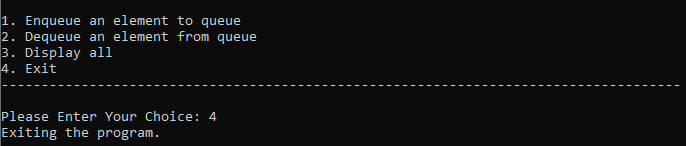 1. Enqueue an element to queue
2. Dequeue an element from queue
3. Display all
4. Exit
-------------------------------------------------------------------------------------
Please Enter Your Choice: 4
Exiting the program.